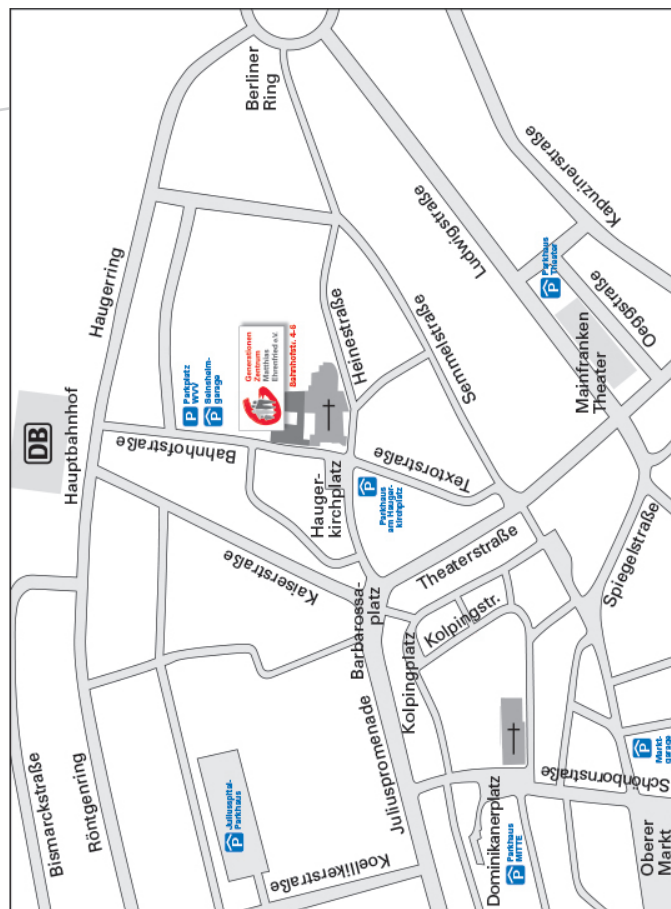 Berliner
Ring
Haugerring
Kapuzinerstraße
Ludwigstraße
P Parkhaus
Theater
Oeggstraße
Mainfranken
Theater
Semmelstraße
Heinestraße
Generationen
Zentrum
Matthias
Ehrenfried e.V.
Bahnhofstr. 4-6
P Parkplatz
WVV
P Beinsheim-
garage
DB
Hauptbahnhof
Bahnhofstraße
Hauger-
kirchplatz
Textorstraße
P
Parkhaus
am Hauger-
kirchplatz
Kaiserstraße
Theaterstraße
Spiegelstraße
Barbarossa-
platz
Kolpingstr.
Kolpingplatz
Juliuspromenade
Schönbornstraße
P
Markt-
garage
Dominikanerplatz
P Parkhaus
MITTE
Oberer
Markt
P Juliusspital-
Parkhaus
Koellikerstraße
Röntgenring
Bismarckstraße